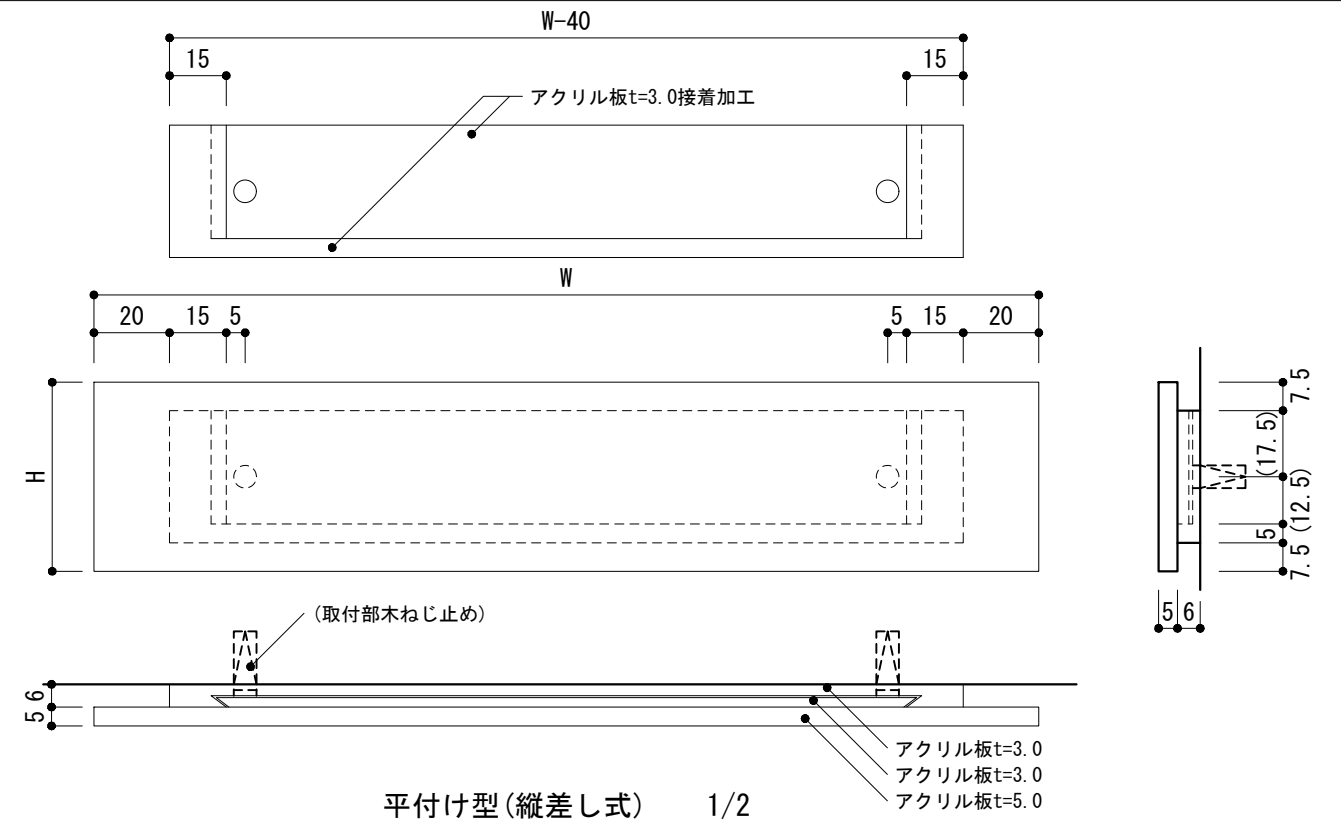 W-40
15
15
アクリル板t=3.0接着加工
W
20
15
5
5
15
20
H
7.5
(17.5)
(12.5)
5
7.5
5
6
(取付部木ねじ止め)
6
5
アクリル板t=3.0
アクリル板t=3.0
アクリル板t=5.0
平付け型(縦差し式) 1/2